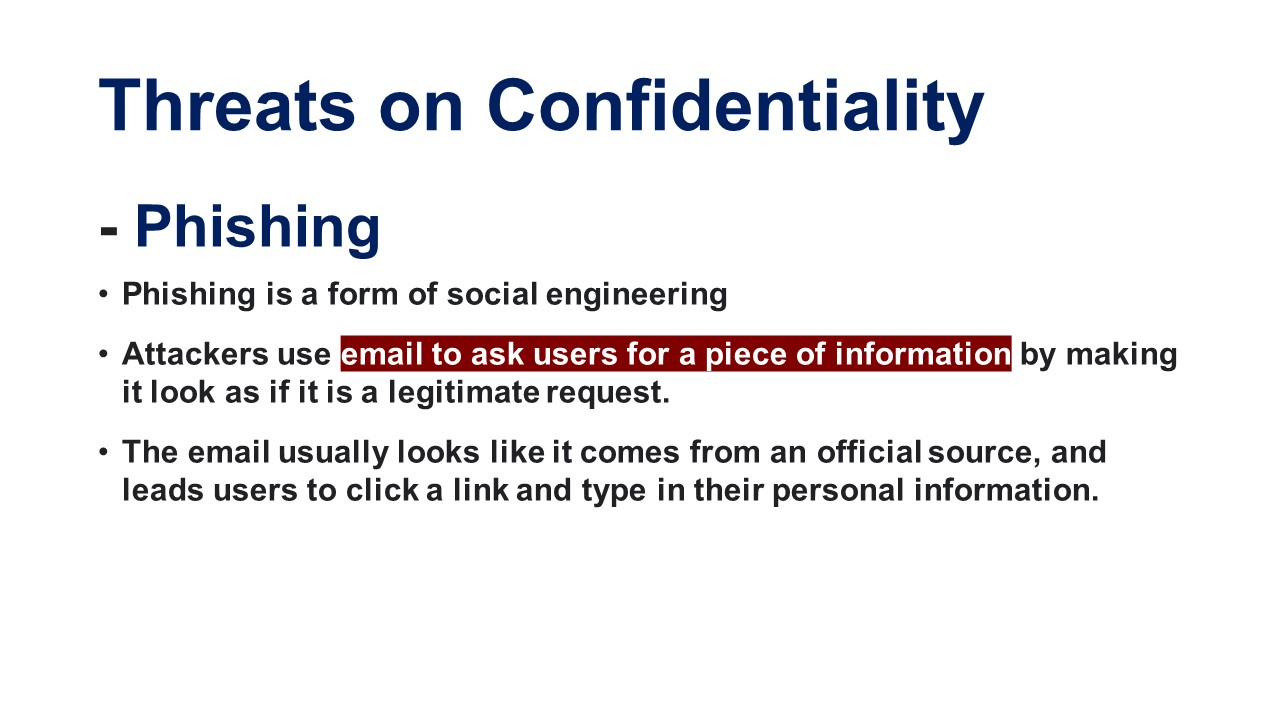 Threats on Confidentiality
- Phishing
• Phishing is a form of social engineering
• Attackers use email to ask users for a piece of information by making
it look as if it is a legitimate request.
• The email usually looks like it comes from an official source, and
leads users to click a link and type in their personal information.